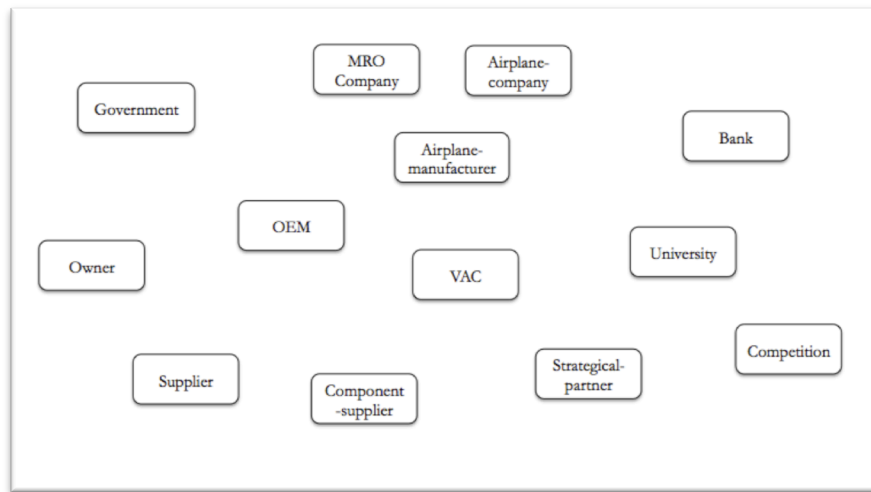 MRO
Company
Airplane-
company
Government
Bank
Airplane-
manufacturer
OEM
University
Owner
VAC
Competition
Strategical-
partner
Supplier
Component
-supplier